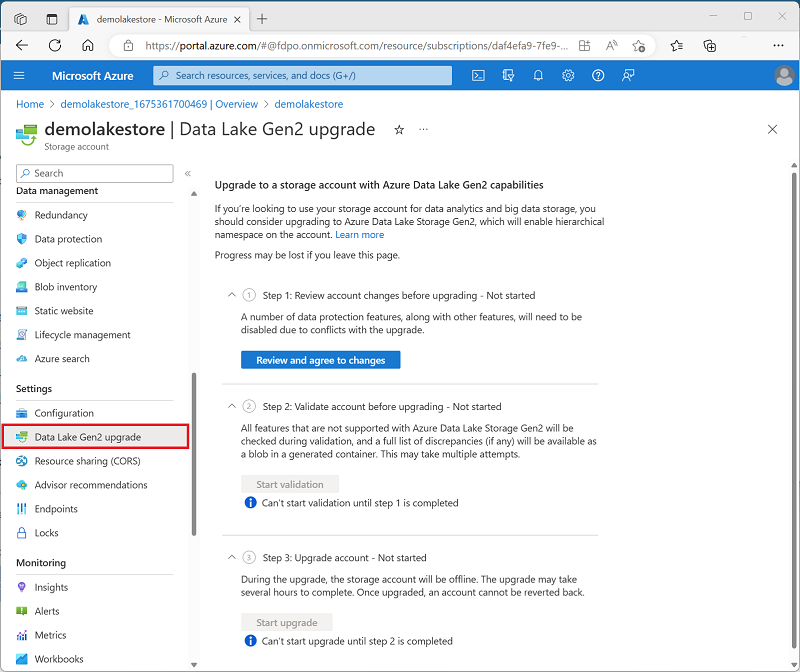 demolakestore - Microsoft Azure
https://portal.azure.com/#@fdpo.onmicrosoft.com/resource/subscriptions/daf4efa9-7fe9-...
Microsoft Azure
Search resources, services, and docs (G+/)
Home > demolakestore_1675361700469 | Overview > demolakestore
demolakestore | Data Lake Gen2 upgrade
Storage account
Search
Data management
Redundancy
Data protection
Object replication
Blob inventory
Static website
Lifecycle management
Azure search
Settings
Configuration
Data Lake Gen2 upgrade
Resource sharing (CORS)
Advisor recommendations
Endpoints
Locks
Monitoring
Insights
Alerts
Metrics
Workbooks
Upgrade to a storage account with Azure Data Lake Gen2 capabilities
If you're looking to use your storage account for data analytics and big data storage, you
should consider upgrading to Azure Data Lake Storage Gen2, which will enable hierarchical
namespace on the account. Learn more
Progress may be lost if you leave this page.
1 Step 1: Review account changes before upgrading - Not started
A number of data protection features, along with other features, will need to be
disabled due to conflicts with the upgrade.
Review and agree to changes
2 Step 2: Validate account before upgrading - Not started
All features that are not supported with Azure Data Lake Storage Gen2 will be
checked during validation, and a full list of discrepancies (if any) will be available as
a blob in a generated container. This may take multiple attempts.
Start validation
Can't start validation until step 1 is completed
3 Step 3: Upgrade account - Not started
During the upgrade, the storage account will be offline. The upgrade may take
several hours to complete. Once upgraded, an account cannot be reverted back.
Start upgrade
Can't start upgrade until step 2 is completed